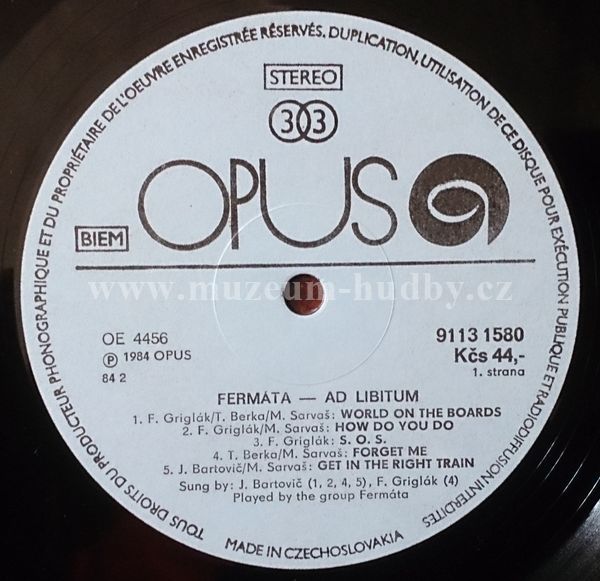 TOUS DROITS DU PRODUCTEUR PHONOGRAPHIQUE ET DU PROPRIÉTAIRE DE L'OEUVRE ENREGISTRÉE RÉSERVÉS. DUPLICATION, UTILISATION DE CE DISQUE POUR EXÉCUTION PUBLIQUE ET RADIODIFFUSION INTERDITES
STEREO
33
OPUS
BIEM
www.muzeum-hudby.cz
OE 4456
9113 1580
Ⓟ 1984 OPUS
Kčs 44,-
84 2
1. strana
FERMÁTA — AD LIBITUM
1. F. Griglák/T. Berka/M. Sarvaš: WORLD ON THE BOARDS
2. F. Griglák/M. Sarvaš: HOW DO YOU DO
3. F. Griglák: S. O. S.
4. T. Berka/M. Sarvaš: FORGET ME
5. J. Bartovič/M. Sarvaš: GET IN THE RIGHT TRAIN
Sung by: J. Bartovič (1, 2, 4, 5), F. Griglák (4)
Played by the group Fermáta
MADE IN CZECHOSLOVAKIA